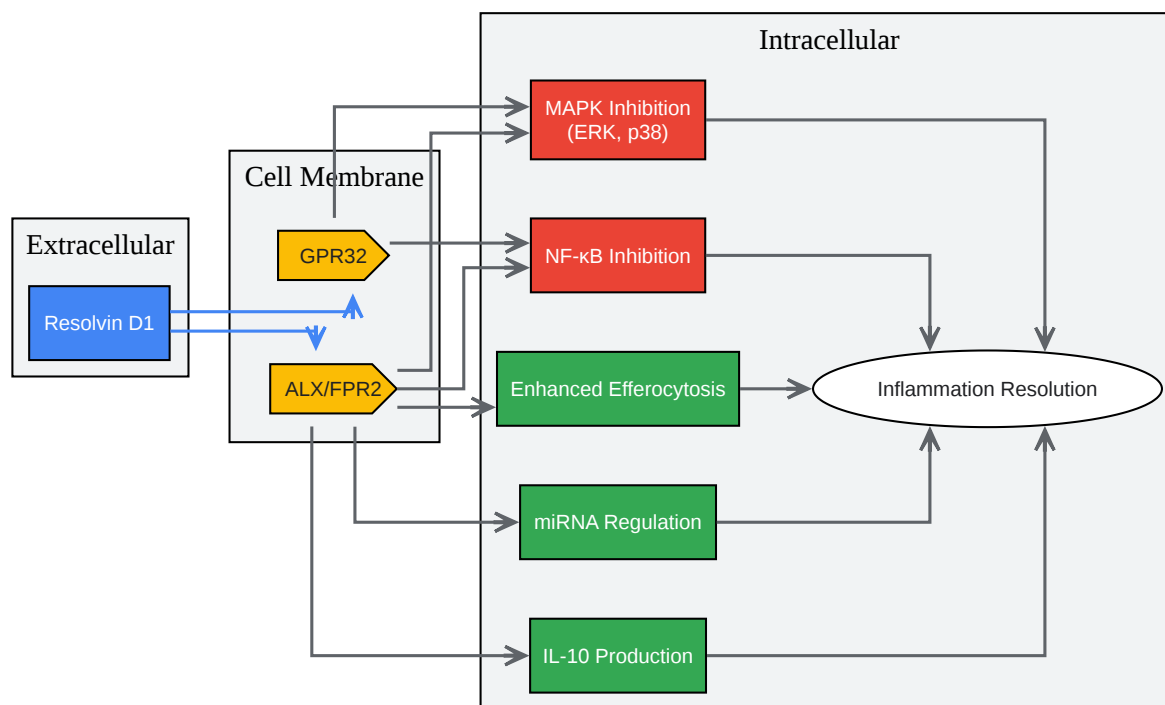 Intracellular
MAPK Inhibition
(ERK, p38)
Cell Membrane
Extracellular
GPR32
NF-κB Inhibition
Resolvin D1
ALX/FPR2
Enhanced Efferocytosis
Inflammation Resolution
miRNA Regulation
IL-10 Production